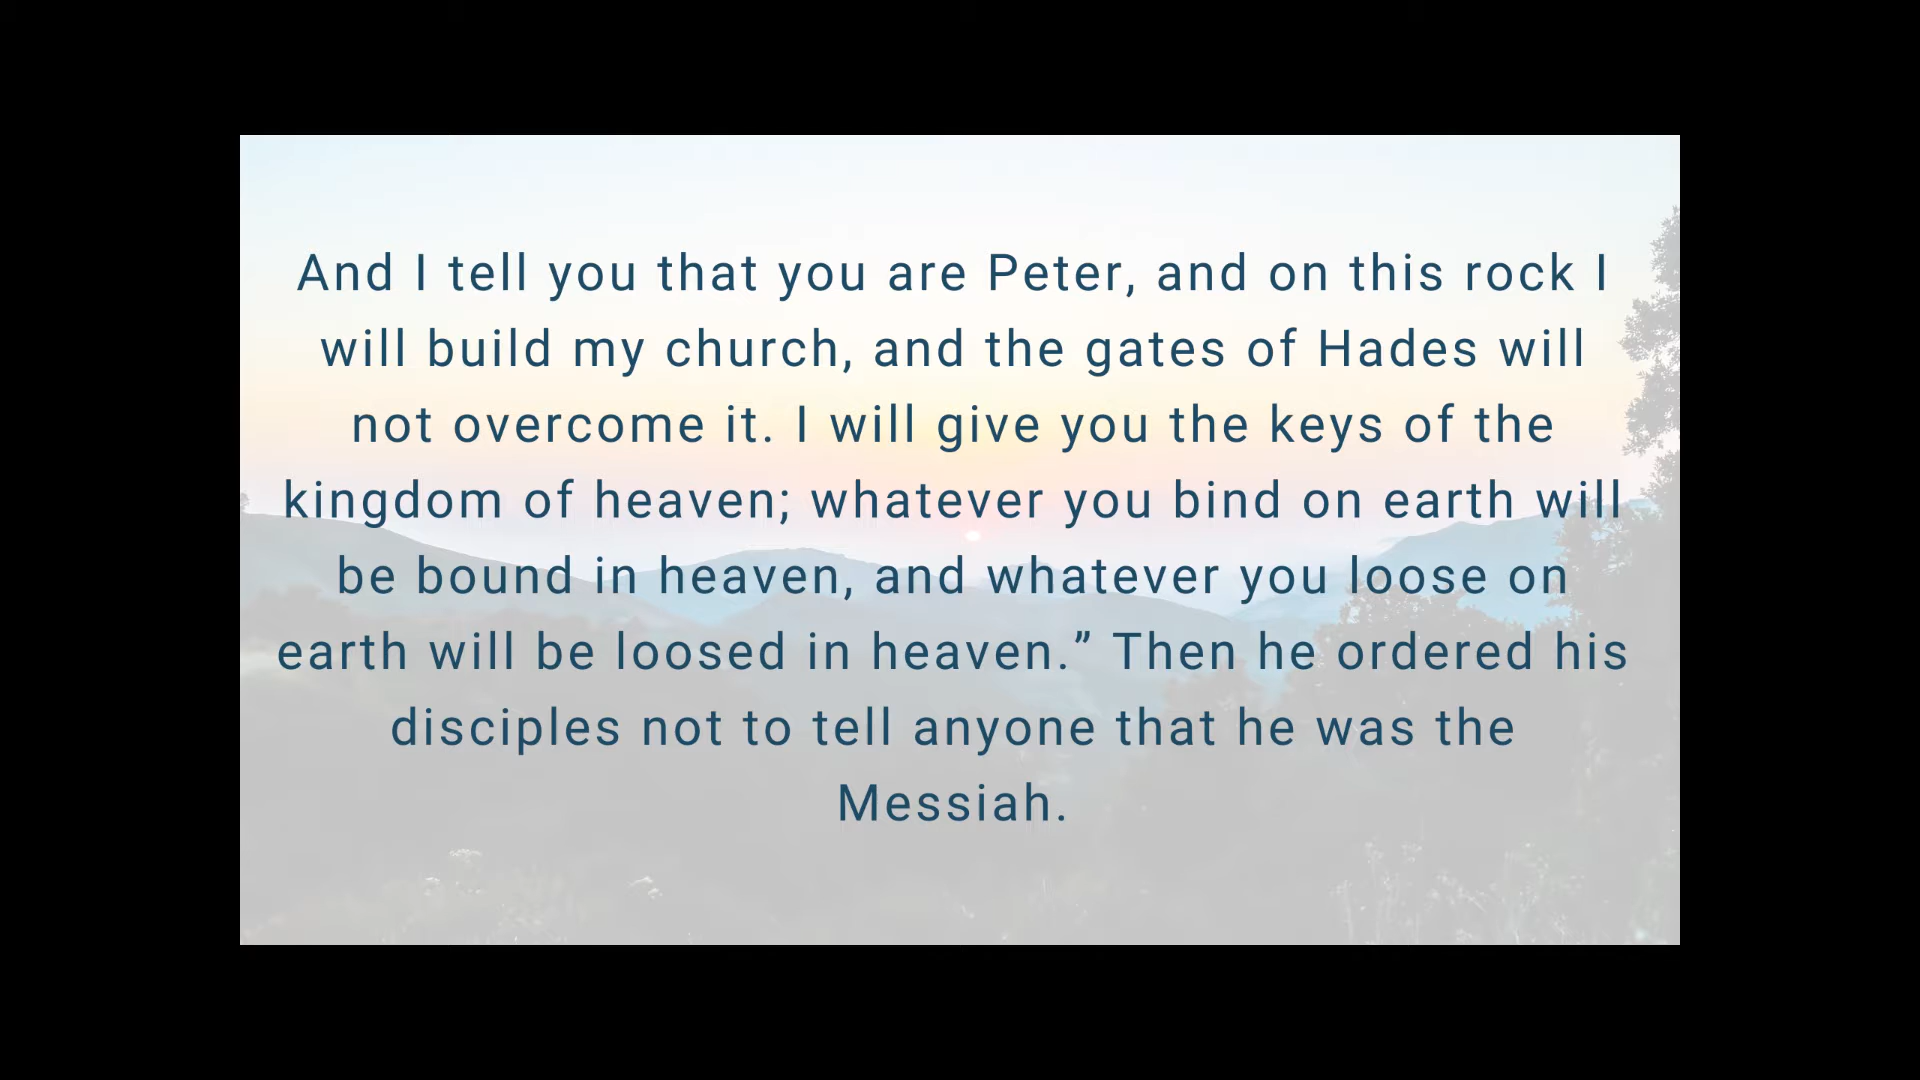 And I tell you that you are Peter, and on this rock I
will build my church, and the gates of Hades will
not overcome it. I will give you the keys of the
kingdom of heaven; whatever you bind on earth will
be bound in heaven, and whatever you loose on
earth will be loosed in heaven.” Then he ordered his
disciples not to tell anyone that he was the
Messiah.